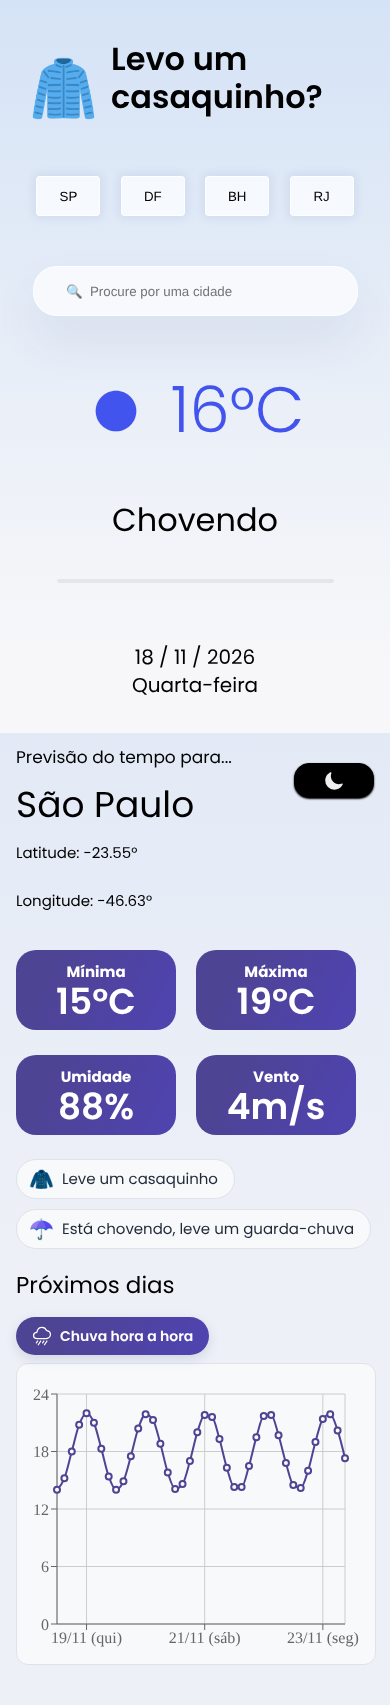 Levo um
casaquinho?
SP DF BH RJ
Procure por uma cidade
16°C
Chovendo
18 / 11 / 2026
Quarta-feira
Previsão do tempo para...
São Paulo
Latitude: -23.55°
Longitude: -46.63°
Mínima Máxima
15°C 19°C
Umidade Vento
88% 4m/s
Leve um casaquinho
Está chovendo, leve um guarda-chuva
Próximos dias
Chuva hora a hora
24
18
12
6
0
19/11 (qui) 21/11 (sáb) 23/11 (seg)